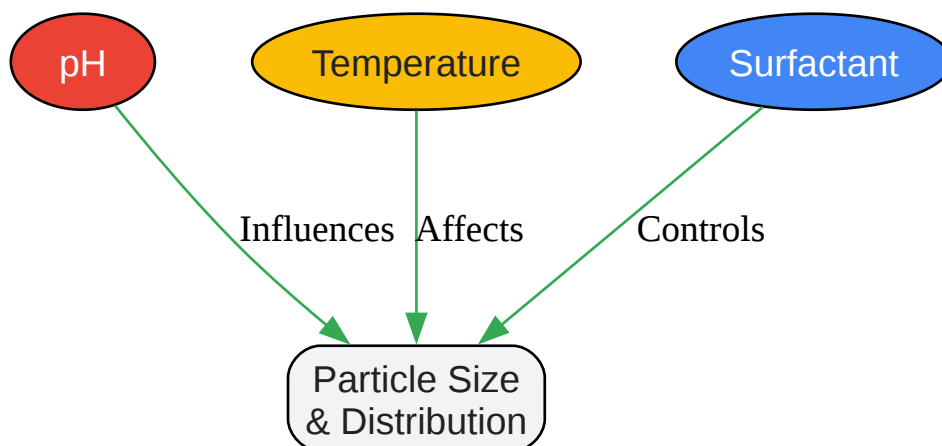 pH
Temperature
Surfactant
Influences
Affects
Controls
Particle Size
& Distribution